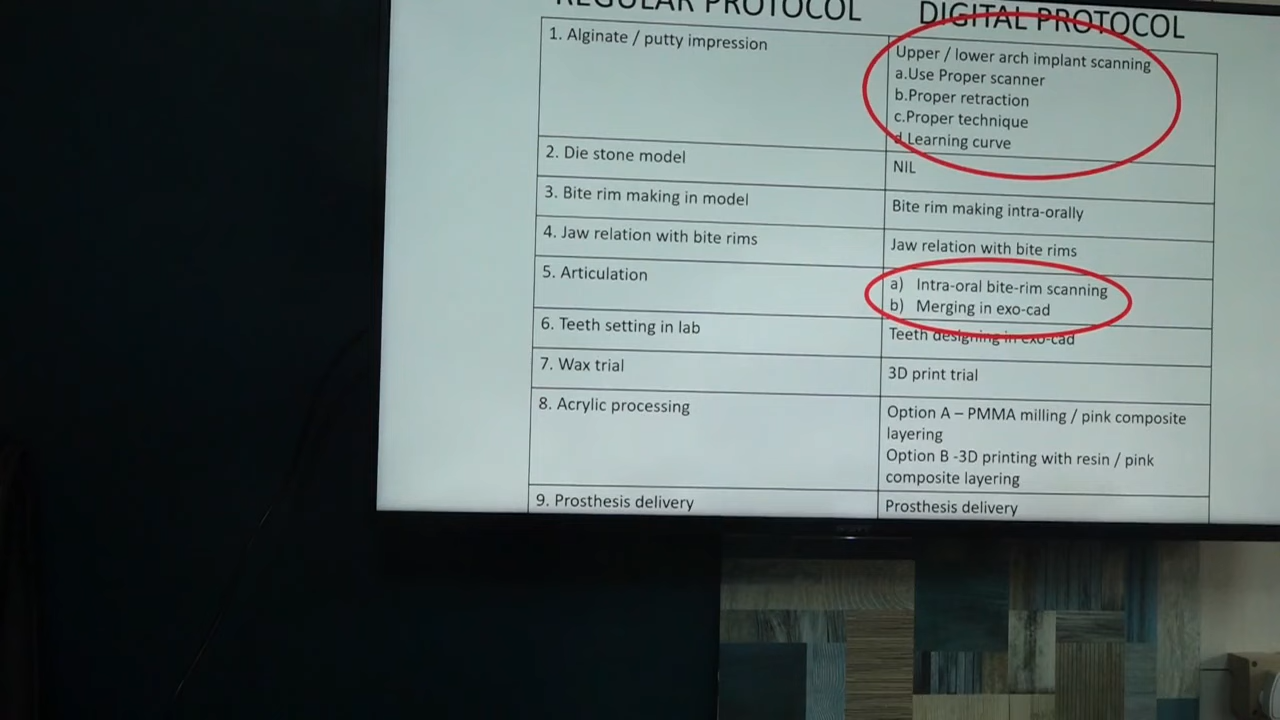 REGULAR PROTOCOL DIGITAL PROTOCOL
1. Alginate / putty impression
Upper / lower arch implant scanning
a.Use Proper scanner
b.Proper retraction
c.Proper technique
d.Learning curve
2. Die stone model
NIL
3. Bite rim making in model
Bite rim making intra-orally
4. Jaw relation with bite rims
Jaw relation with bite rims
5. Articulation
a) Intra-oral bite-rim scanning
b) Merging in exo-cad
6. Teeth setting in lab
Teeth designing in exo-cad
7. Wax trial
3D print trial
8. Acrylic processing
Option A – PMMA milling / pink composite
layering
Option B -3D printing with resin / pink
composite layering
9. Prosthesis delivery
Prosthesis delivery